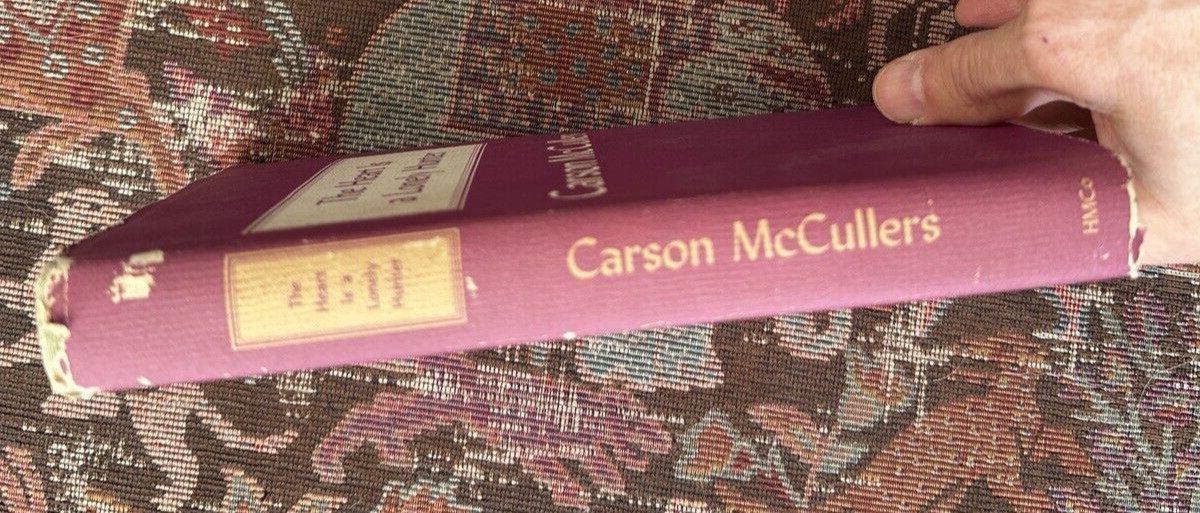 The Heart is
a Lonely Hunter
Carson McCullers
The
Heart
is a
Lonely
Hunter
Carson McCullers
HMCo